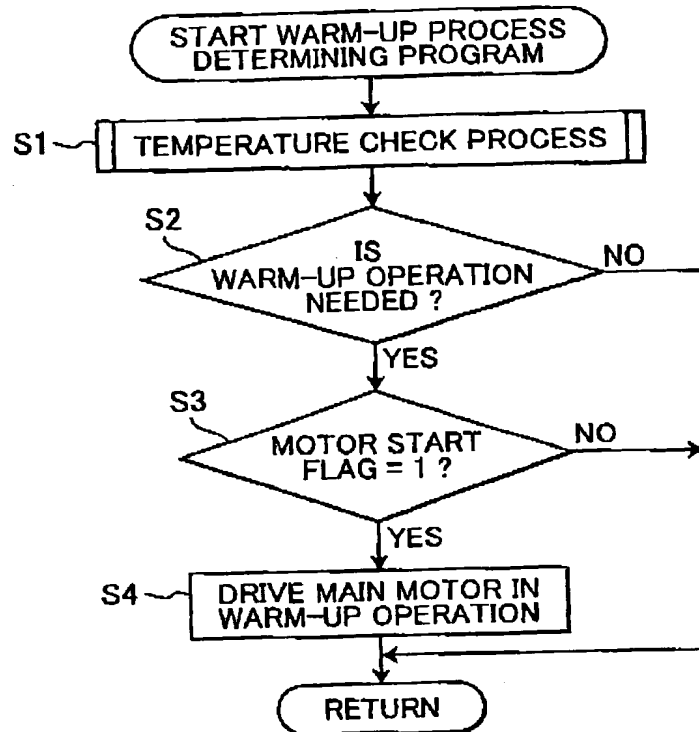 START WARM-UP PROCESS
DETERMINING PROGRAM
S1
TEMPERATURE CHECK PROCESS
S2
IS
WARM-UP OPERATION
NEEDED ?
NO
YES
S3
MOTOR START
FLAG = 1 ?
NO
YES
S4
DRIVE MAIN MOTOR IN
WARM-UP OPERATION
RETURN